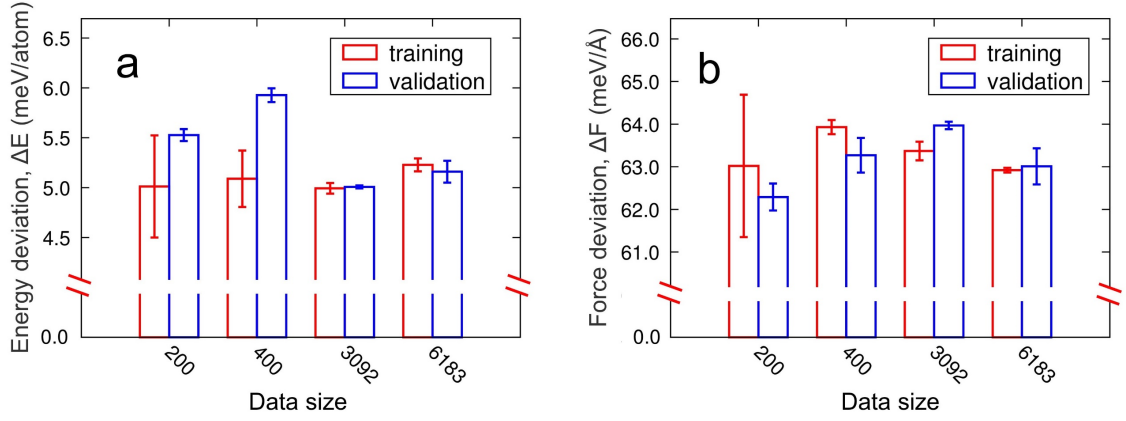 a
Energy deviation, ΔE (meV/atom)
6.5
6.0
5.5
5.0
4.5
0.0
training
validation
200
400
3092
6183
Data size
b
Force deviation, ΔF (meV/Å)
66.0
65.0
64.0
63.0
62.0
61.0
0.0
training
validation
200
400
3092
6183
Data size